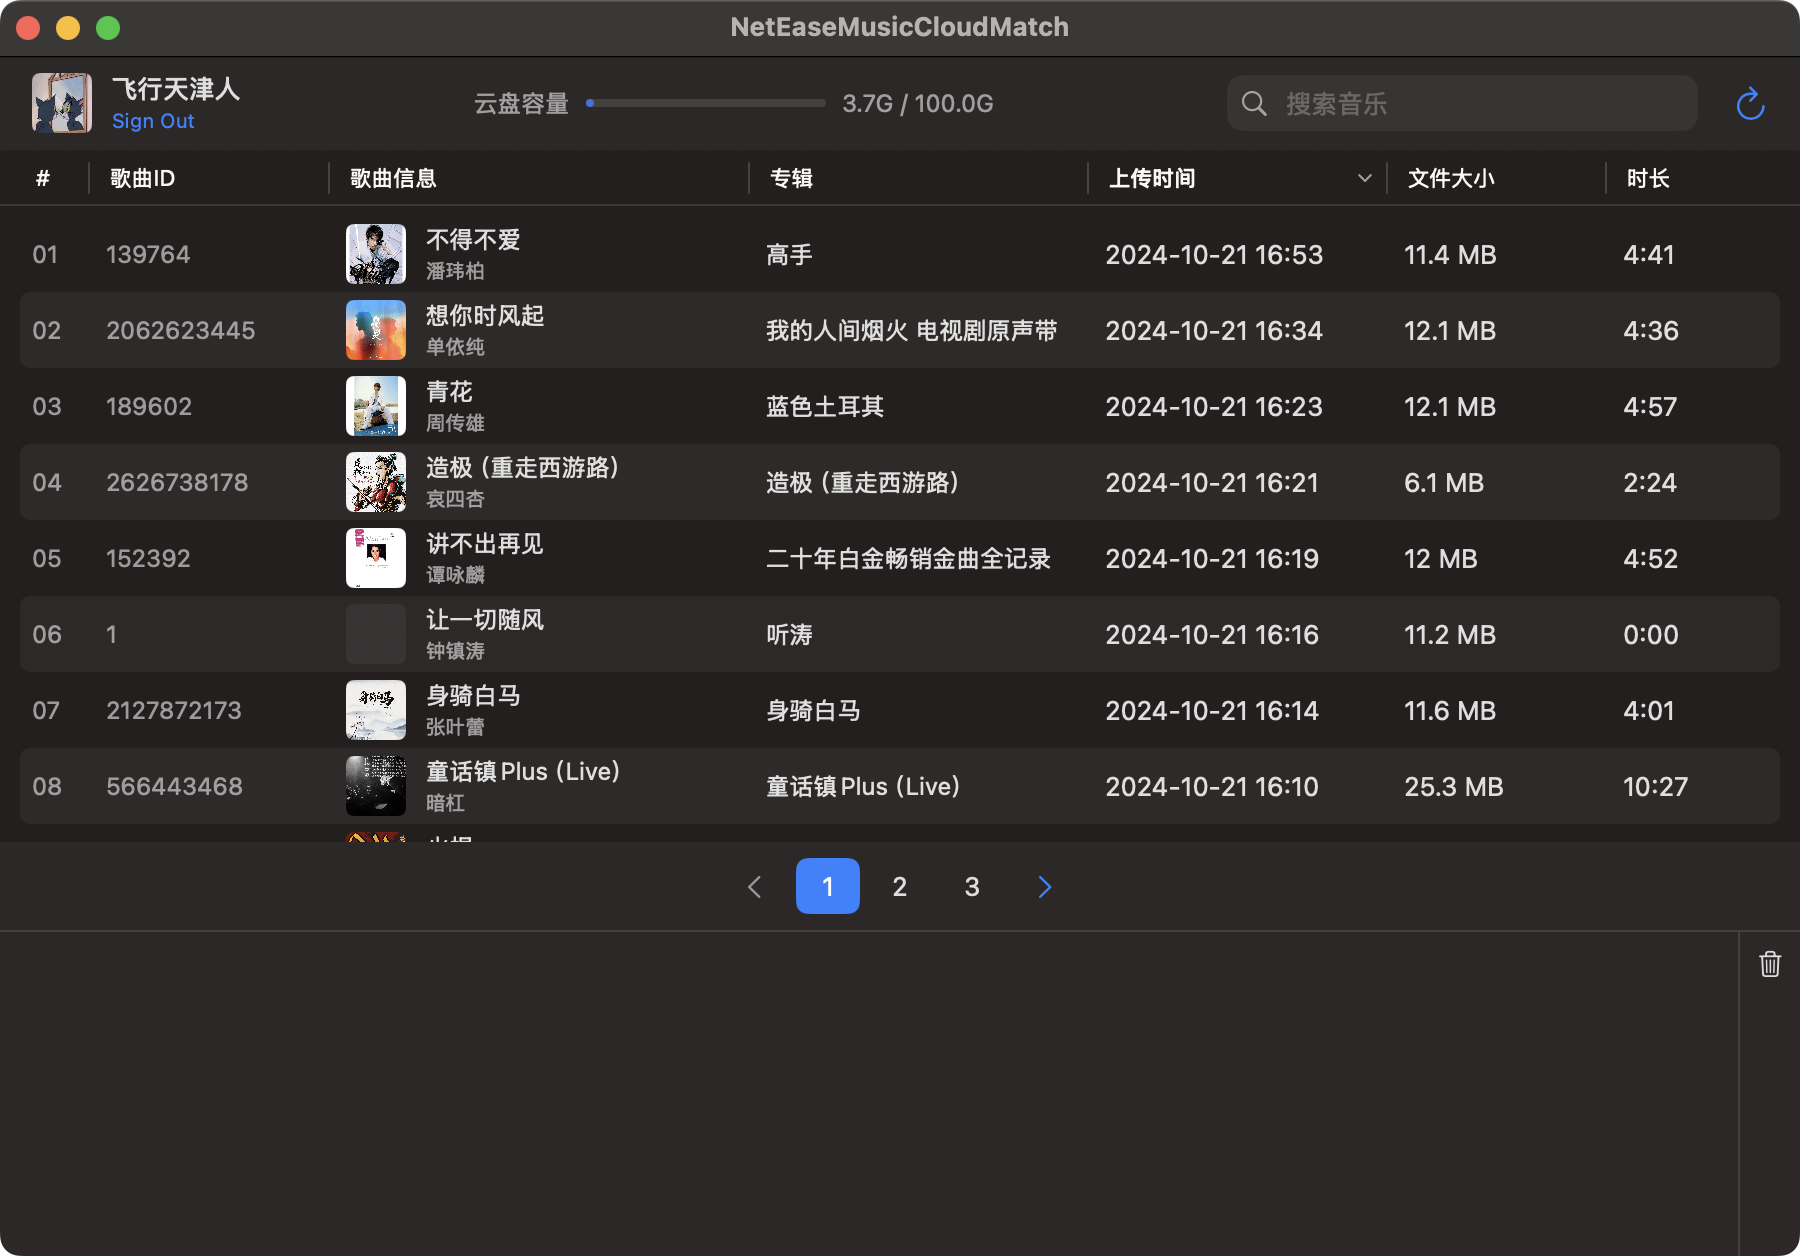 NetEaseMusicCloudMatch
飞行天津人
Sign Out
云盘容量 3.7G / 100.0G
搜索音乐
# 歌曲ID 歌曲信息 专辑 上传时间 文件大小 时长
01 139764 不得不爱 高手 2024-10-21 16:53 11.4 MB 4:41
潘玮柏
02 2062623445 想你时风起 我的人间烟火 电视剧原声带 2024-10-21 16:34 12.1 MB 4:36
单依纯
03 189602 青花 蓝色土耳其 2024-10-21 16:23 12.1 MB 4:57
周传雄
04 2626738178 造极（重走西游路） 造极（重走西游路） 2024-10-21 16:21 6.1 MB 2:24
哀四杏
05 152392 讲不出再见 二十年白金畅销金曲全记录 2024-10-21 16:19 12 MB 4:52
谭咏麟
06 1 让一切随风 听涛 2024-10-21 16:16 11.2 MB 0:00
钟镇涛
07 2127872173 身骑白马 身骑白马 2024-10-21 16:14 11.6 MB 4:01
张叶蕾
08 566443468 童话镇Plus (Live) 童话镇Plus (Live) 2024-10-21 16:10 25.3 MB 10:27
暗杠
1 2 3